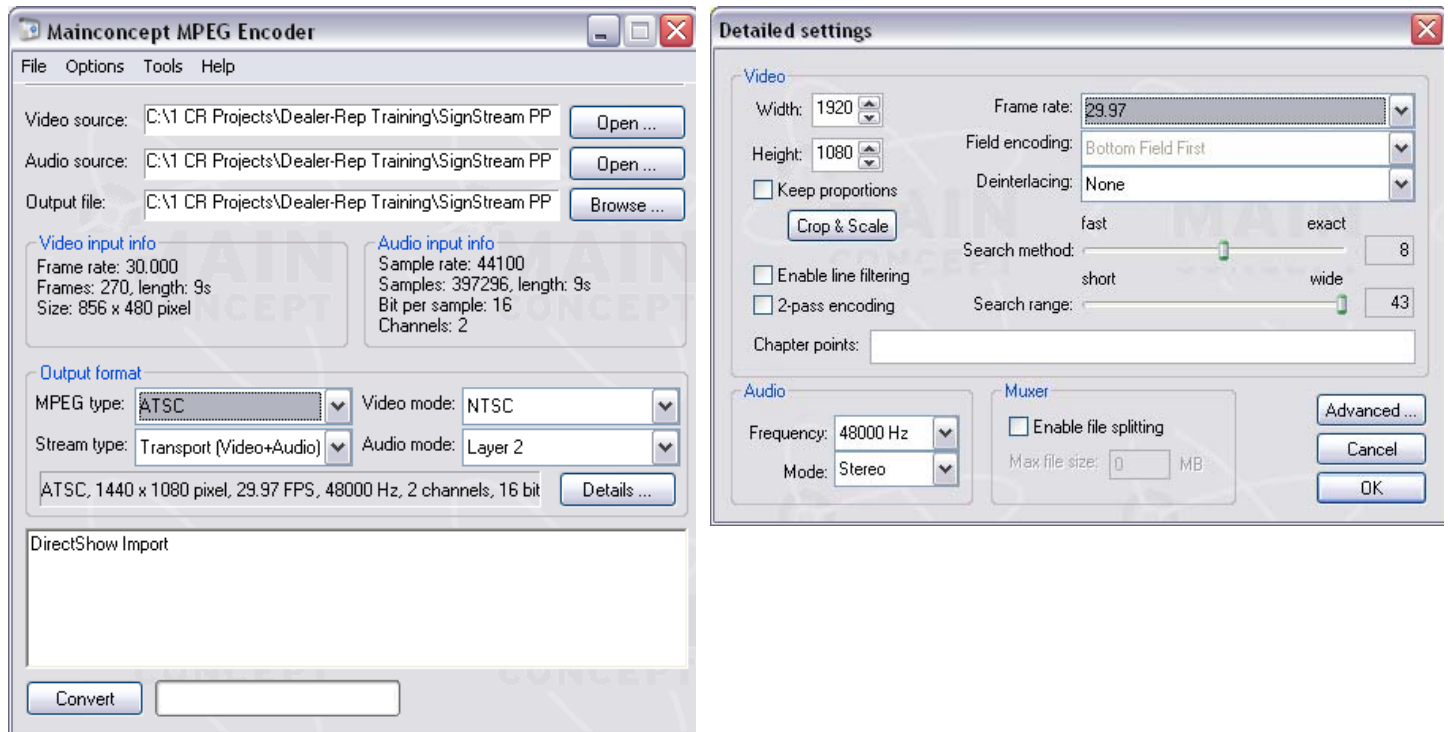 Mainconcept MPEG Encoder
File Options Tools Help
Video source: C:\1 CR Projects\Dealer-Rep Training\SignStream PP Open ...
Audio source: C:\1 CR Projects\Dealer-Rep Training\SignStream PP Open ...
Output file: C:\1 CR Projects\Dealer-Rep Training\SignStream PP Browse ...
Video input info
Frame rate: 30.000
Frames: 270, length: 9s
Size: 856 x 480 pixel
Audio input info
Sample rate: 44100
Samples: 397296, length: 9s
Bit per sample: 16
Channels: 2
Output format
MPEG type: ATSC Video mode: NTSC
Stream type: Transport (Video+Audio) Audio mode: Layer 2
ATSC, 1440 x 1080 pixel, 29.97 FPS, 48000 Hz, 2 channels, 16 bit Details ...
DirectShow Import
Convert
Detailed settings
Video
Width: 1920
Height: 1080
Keep proportions
Crop & Scale
Enable line filtering
2-pass encoding
Frame rate: 29.97
Field encoding: Bottom Field First
Deinterlacing: None
fast exact
Search method: 8
short wide
Search range: 43
Chapter points:
Audio
Frequency: 48000 Hz
Mode: Stereo
Muxer
Enable file splitting
Max file size: 0 MB
Advanced ...
Cancel
OK
MAIN CONCEPT